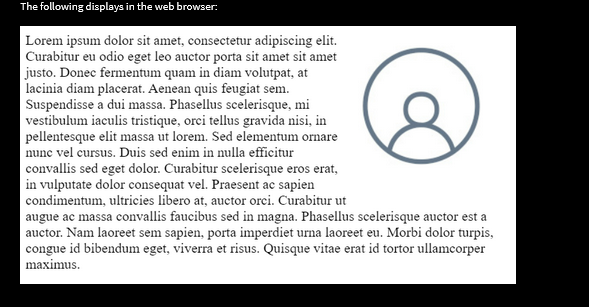 The following displays in the web browser:
Lorem ipsum dolor sit amet, consectetur adipiscing elit.
Curabitur eu odio eget leo auctor porta sit amet sit amet
justo. Donec fermentum quam in diam volutpat, at
lacinia diam placerat. Aenean quis feugiat sem.
Suspendisse a dui massa. Phasellus scelerisque, mi
vestibulum iaculis tristique, orci tellus gravida nisi, in
pellentesque elit massa ut lorem. Sed elementum ornare
nunc vel cursus. Duis sed enim in nulla efficitur
convallis sed eget dolor. Curabitur scelerisque eros erat,
in vulputate dolor consequat vel. Praesent ac sapien
condimentum, ultricies libero at, auctor orci. Curabitur ut
augue ac massa convallis faucibus sed in magna. Phasellus scelerisque auctor est a
auctor. Nam laoreet sem sapien, porta imperdiet urna laoreet eu. Morbi dolor turpis,
congue id bibendum eget, viverra et risus. Quisque vitae erat id tortor ullamcorper
maximus.